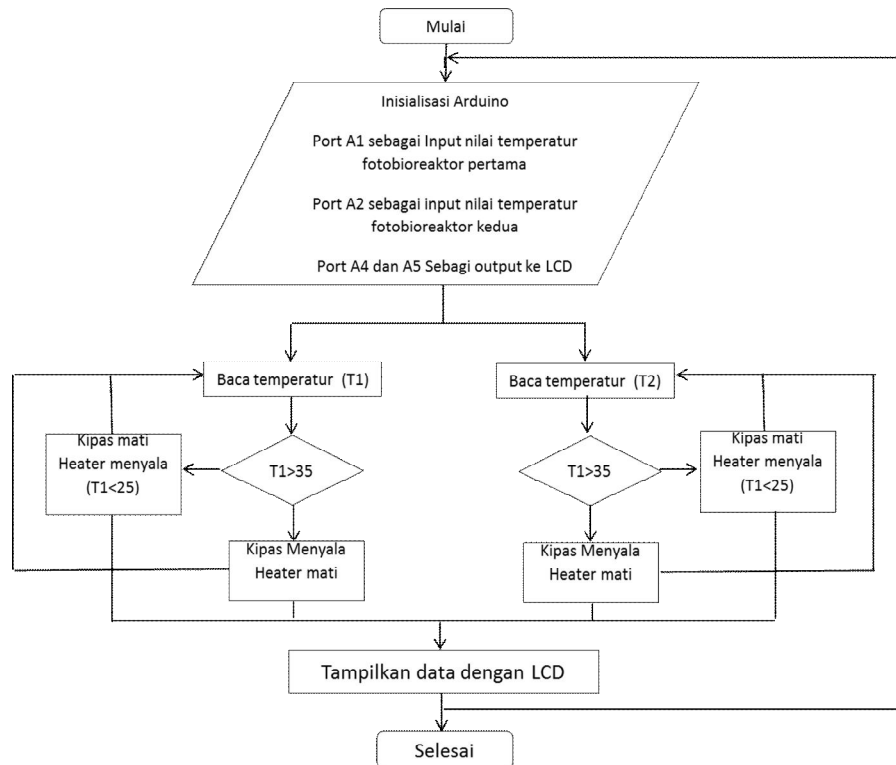 Mulai
Inisialisasi Arduino
Port A1 sebagai Input nilai temperatur
fotobioreaktor pertama
Port A2 sebagai input nilai temperatur
fotobioreaktor kedua
Port A4 dan A5 Sebagi output ke LCD
Baca temperatur (T1)
Baca temperatur (T2)
Kipas mati
Heater menyala
(T1<25)
T1>35
T1>35
Kipas mati
Heater menyala
(T1<25)
Kipas Menyala
Heater mati
Kipas Menyala
Heater mati
Tampilkan data dengan LCD
Selesai